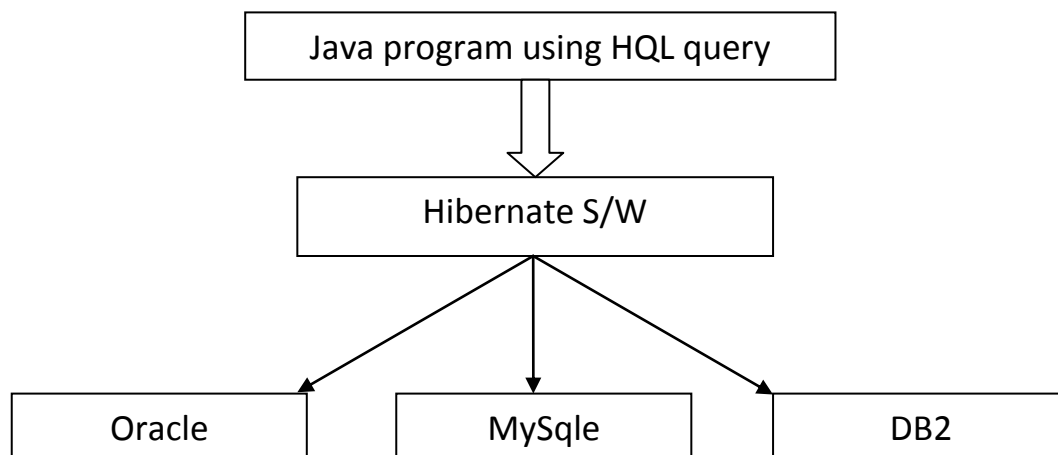 Java program using HQL query
Hibernate S/W
Oracle
MySqle
DB2